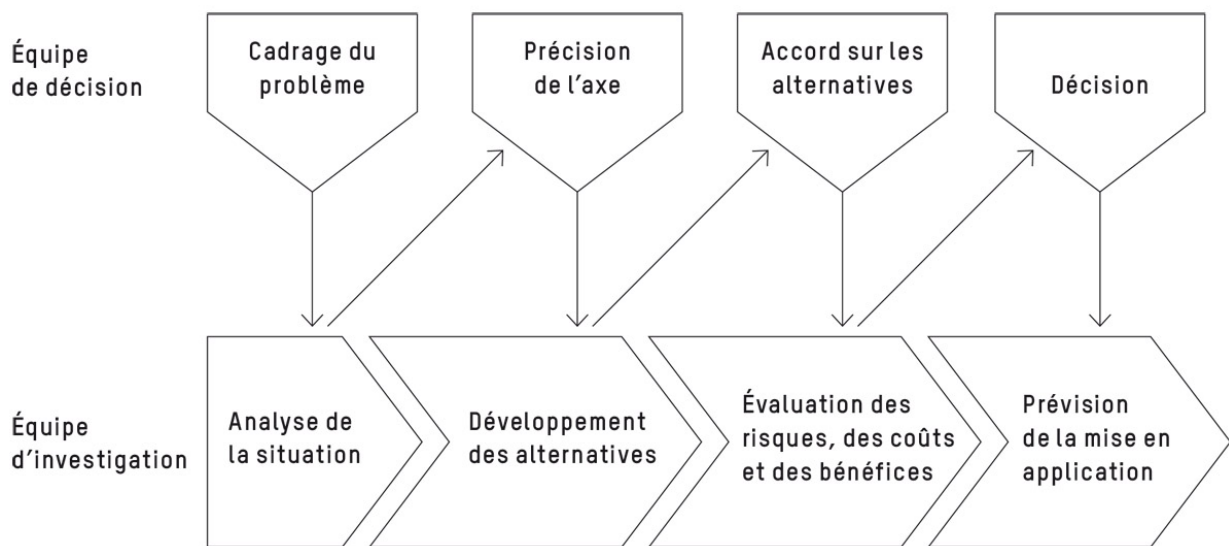 Équipe
de décision
Cadrage du
problème
Précision
de l'axe
Accord sur les
alternatives
Décision
Équipe
d'investigation
Analyse de
la situation
Développement
des alternatives
Évaluation des
risques, des coûts
et des bénéfices
Prévision
de la mise en
application